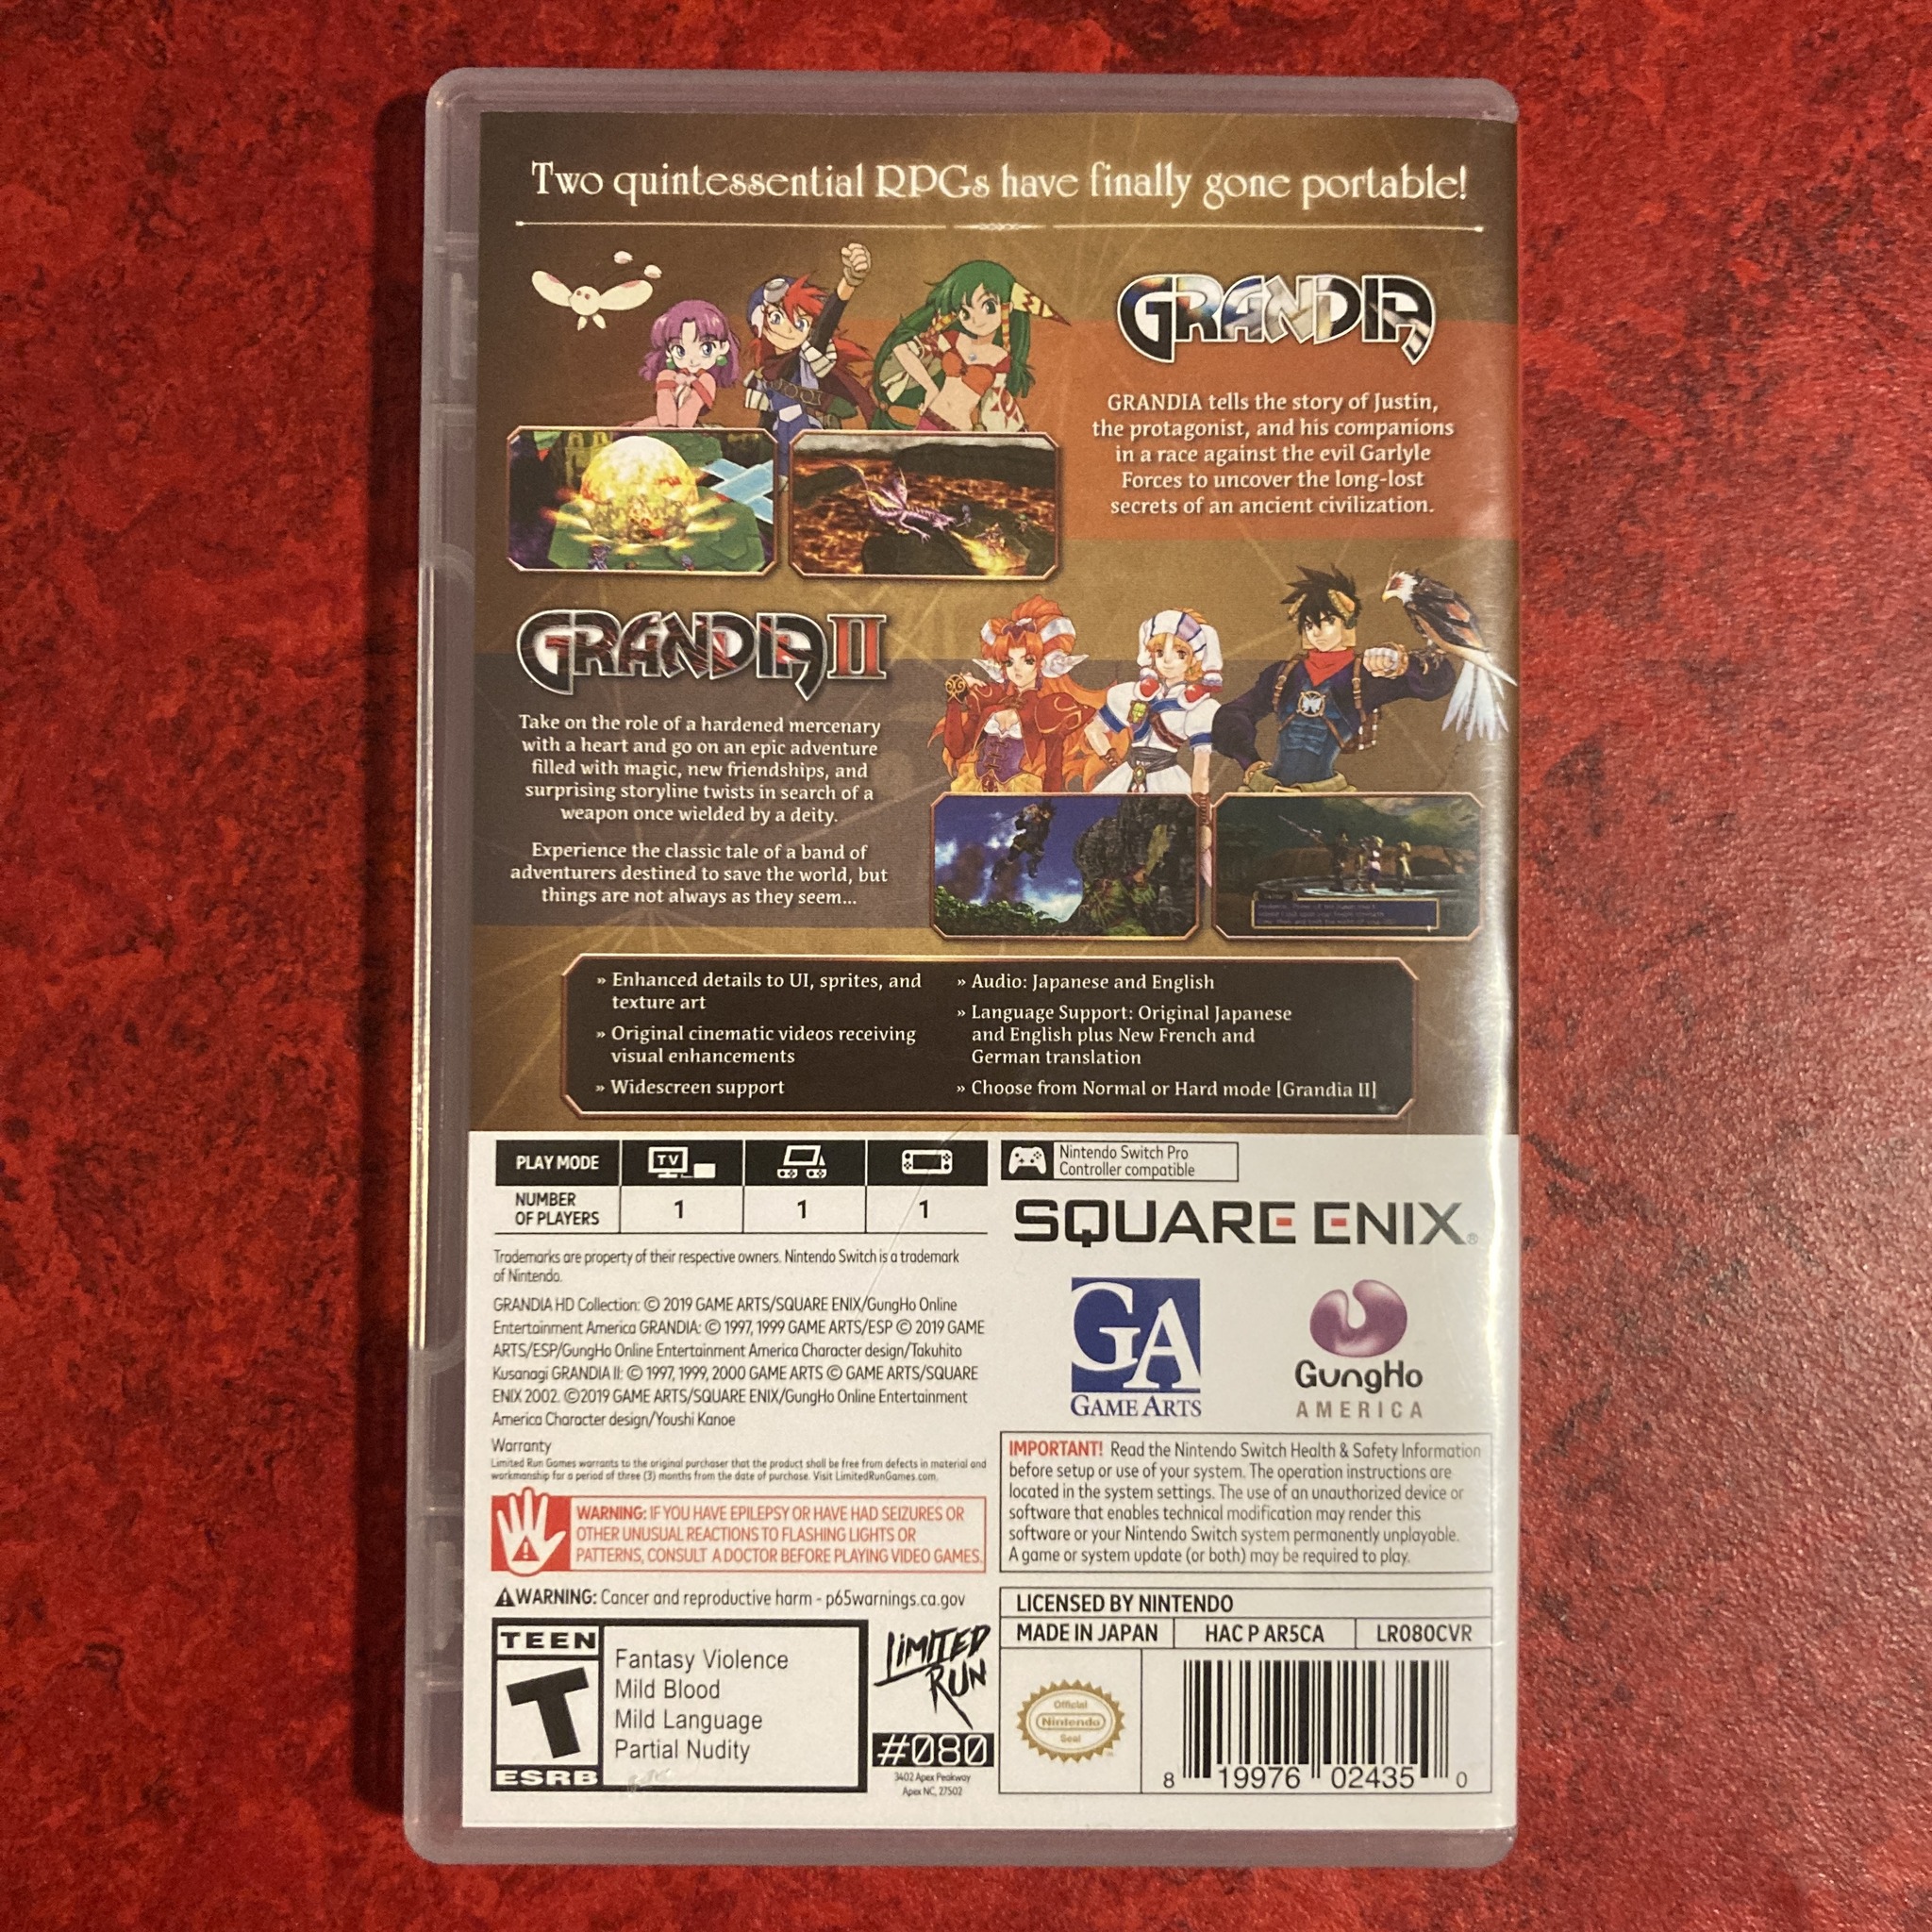 Two quintessential RPGs have finally gone portable!
GRANDIA
GRANDIA tells the story of Justin,
the protagonist, and his companions
in a race against the evil Garlyle
Forces to uncover the long-lost
secrets of an ancient civilization.
GRANDIA II
Take on the role of a hardened mercenary
with a heart and go on an epic adventure
filled with magic, new friendships, and
surprising storyline twists in search of a
weapon once wielded by a deity.
Experience the classic tale of a band of
adventurers destined to save the world, but
things are not always as they seem...
» Enhanced details to UI, sprites, and
texture art
» Original cinematic videos receiving
visual enhancements
» Widescreen support
» Audio: Japanese and English
» Language Support: Original Japanese
and English plus New French and
German translation
» Choose from Normal or Hard mode [Grandia II]
PLAY MODE
TV
NUMBER
OF PLAYERS
1 1 1
Nintendo Switch Pro
Controller compatible
SQUARE ENIX®
Trademarks are property of their respective owners. Nintendo Switch is a trademark
of Nintendo.
GRANDIA HD Collection: © 2019 GAME ARTS/SQUARE ENIX/GungHo Online
Entertainment America GRANDIA: © 1997, 1999 GAME ARTS/ESP © 2019 GAME
ARTS/ESP/GungHo Online Entertainment America Character design/Takuhito
Kusanagi GRANDIA II: © 1997, 1999, 2000 GAME ARTS © GAME ARTS/SQUARE
ENIX 2002. ©2019 GAME ARTS/SQUARE ENIX/GungHo Online Entertainment
America Character design/Youshi Kanoe
GA
GAME ARTS
GungHo
AMERICA
Warranty
Limited Run Games warrants to the original purchaser that the product shall be free from defects in material and
workmanship for a period of three (3) months from the date of purchase. Visit LimitedRunGames.com.
WARNING: IF YOU HAVE EPILEPSY OR HAVE HAD SEIZURES OR
OTHER UNUSUAL REACTIONS TO FLASHING LIGHTS OR
PATTERNS, CONSULT A DOCTOR BEFORE PLAYING VIDEO GAMES.
IMPORTANT! Read the Nintendo Switch Health & Safety Information
before setup or use of your system. The operation instructions are
located in the system settings. The use of an unauthorized device or
software that enables technical modification may render this
software or your Nintendo Switch system permanently unplayable.
A game or system update (or both) may be required to play.
WARNING: Cancer and reproductive harm - p65warnings.ca.gov
TEEN
T
ESRB
Fantasy Violence
Mild Blood
Mild Language
Partial Nudity
LIMITED
RUN
#080
3402 Apex Peakway
Apex NC, 27502
LICENSED BY NINTENDO
MADE IN JAPAN HAC P AR5CA LR080CVR
Official
Nintendo
Seal
8 19976 02435 0